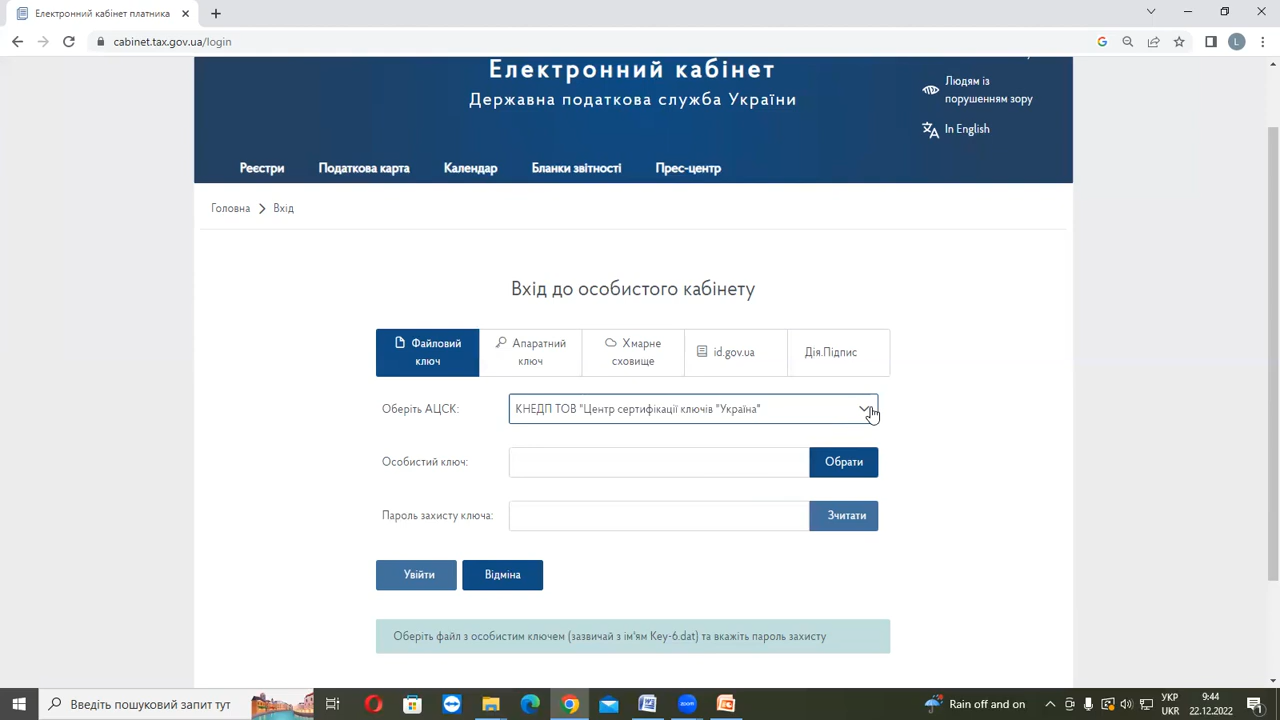 Електронний кабінет платника
cabinet.tax.gov.ua/login
L
Електронний кабінет
Державна податкова служба України
Людям із
порушенням зору
In English
Реєстри Податкова карта Календар Бланки звітності Прес-центр
Головна > Вхід
Вхід до особистого кабінету
Файловий
ключ
Апаратний
ключ
Хмарне
сховище
id.gov.ua
Дія.Підпис
Оберіть АЦСК: КНЕДП ТОВ "Центр сертифікації ключів "Україна"
Особистий ключ: Обрати
Пароль захисту ключа: Зчитати
Увійти Відміна
Оберіть файл з особистим ключем (зазвичай з ім'ям Key-6.dat) та вкажіть пароль захисту
Введіть пошуковий запит тут
zoom
Rain off and on
УКР
UKR
9:44
22.12.2022